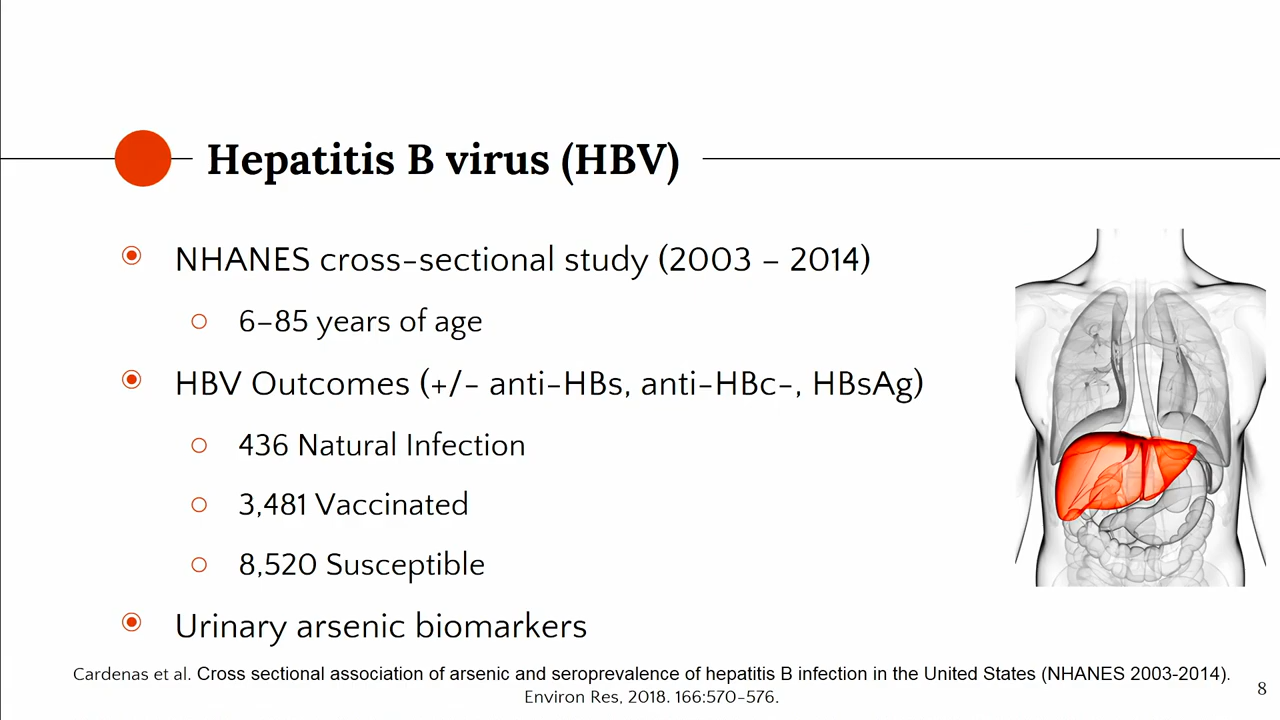 Hepatitis B virus (HBV)
NHANES cross-sectional study (2003 – 2014)
6–85 years of age
HBV Outcomes (+/- anti-HBs, anti-HBc-, HBsAg)
436 Natural Infection
3,481 Vaccinated
8,520 Susceptible
Urinary arsenic biomarkers
Cardenas et al. Cross sectional association of arsenic and seroprevalence of hepatitis B infection in the United States (NHANES 2003-2014).
Environ Res, 2018. 166:570-576.
8